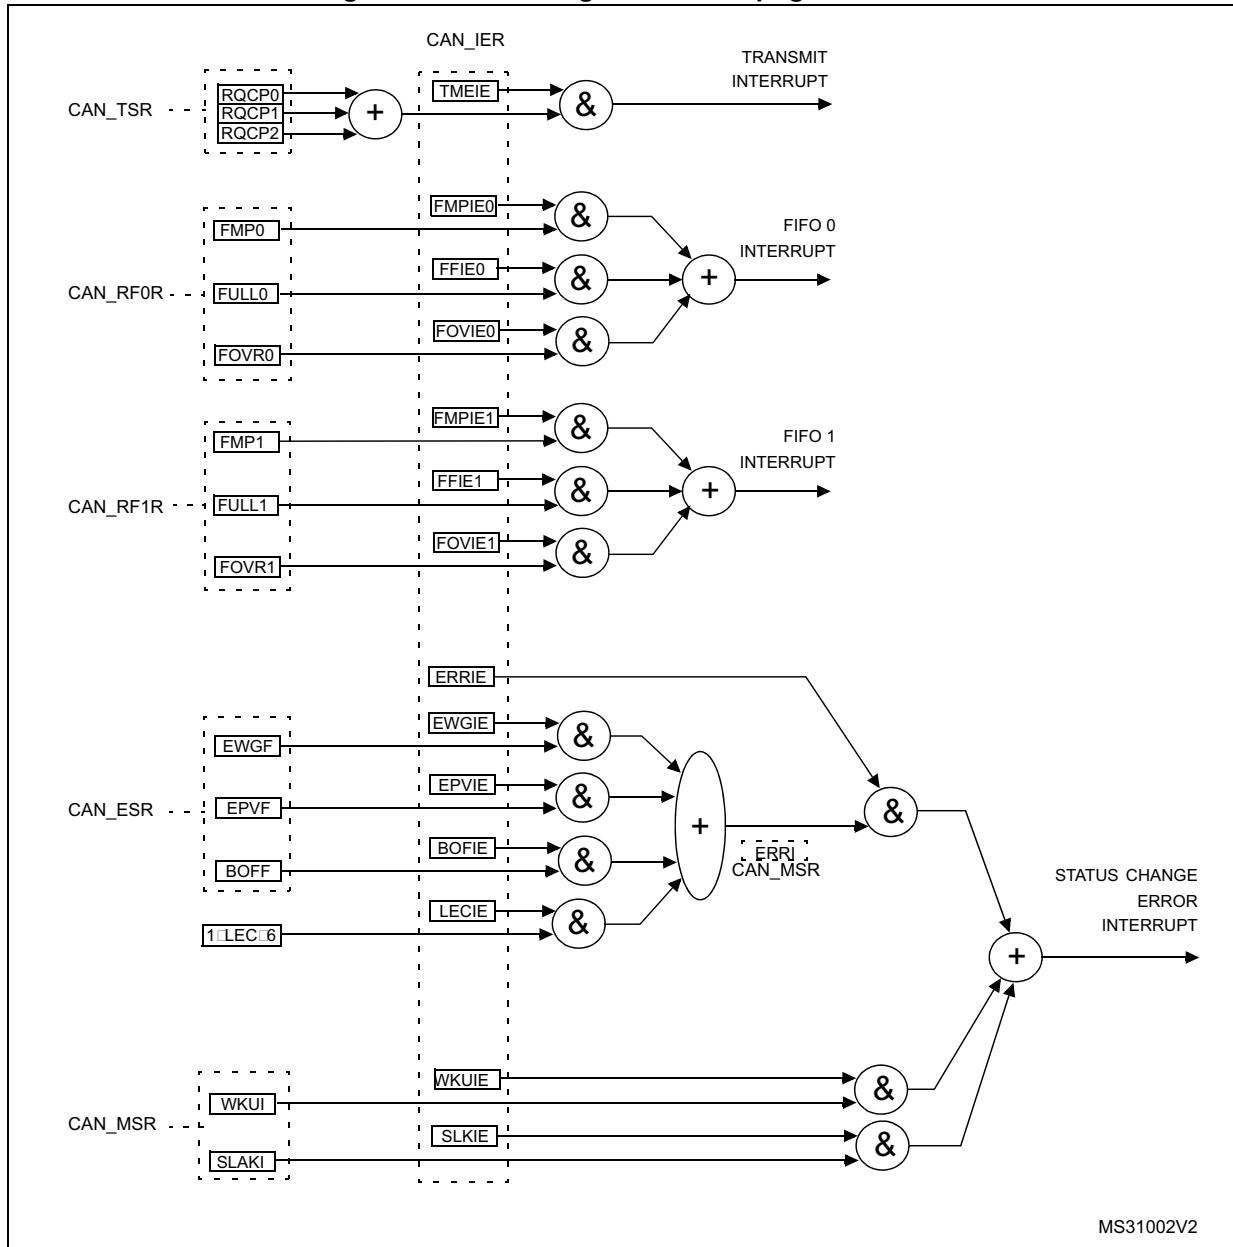 CAN_IER
TRANSMIT
INTERRUPT
CAN_TSR
RQCP0
RQCP1
RQCP2
+
TMEIE
&
CAN_RF0R
FMP0
FULL0
FOVR0
FMPIE0
&
FFIE0
&
FOVIE0
&
+
FIFO 0
INTERRUPT
CAN_RF1R
FMP1
FULL1
FOVR1
FMPIE1
&
FFIE1
&
FOVIE1
&
+
FIFO 1
INTERRUPT
ERRIE
CAN_ESR
EWGF
EPVF
BOFF
1□LEC□6
EWGIE
&
EPVIE
&
BOFIE
&
LECIE
&
+
ERRI
CAN_MSR
&
STATUS CHANGE
ERROR
INTERRUPT
+
CAN_MSR
WKUI
SLAKI
WKUIE
&
SLKIE
&
MS31002V2